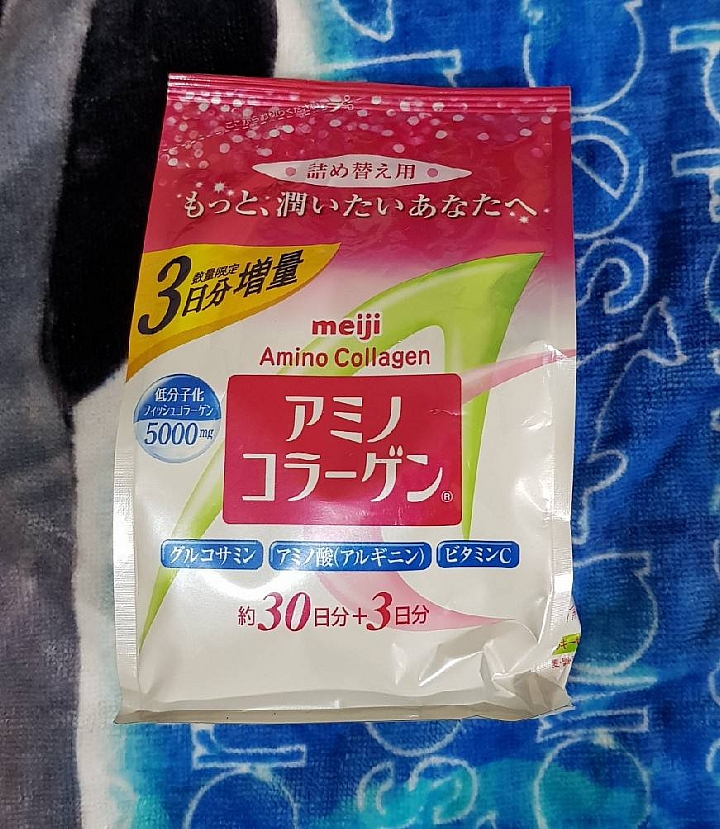 詰め替え用
もっと、潤いたいあなたへ
数量限定
3日分増量
meiji
Amino Collagen
低分子化
フィッシュコラーゲン
5000mg
アミノ
コラーゲン®
グルコサミン
アミノ酸(アルギニン)
ビタミンC
約30日分+3日分